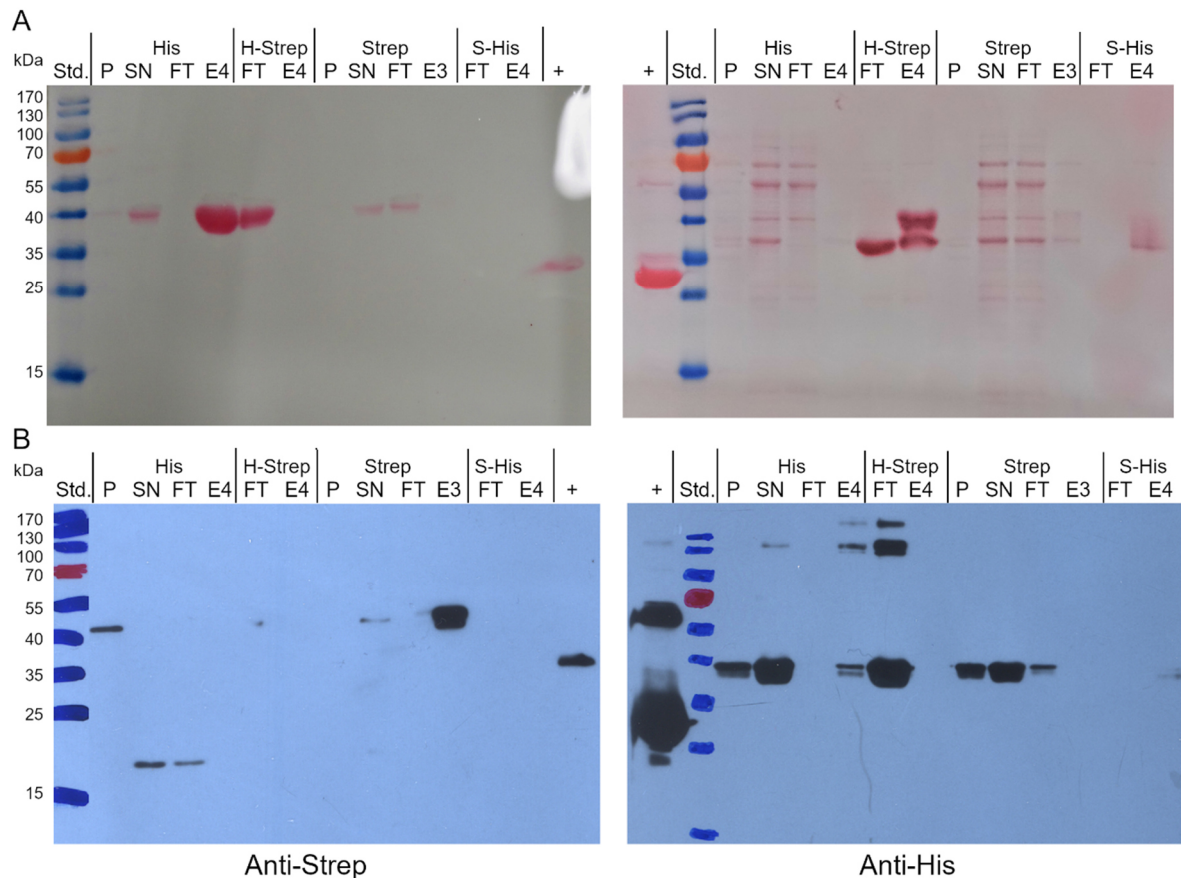 A
His H-Strep Strep S-His
kDa Std. P SN FT E4 FT E4 P SN FT E3 FT E4 +
170
130
100
70
55
40
35
25
15
His H-Strep Strep S-His
+ Std. P SN FT E4 FT E4 P SN FT E3 FT E4
B
His H-Strep Strep S-His
kDa Std. P SN FT E4 FT E4 P SN FT E3 FT E4 +
170
130
100
70
55
40
35
25
15
His H-Strep Strep S-His
+ Std. P SN FT E4 FT E4 P SN FT E3 FT E4
Anti-Strep
Anti-His